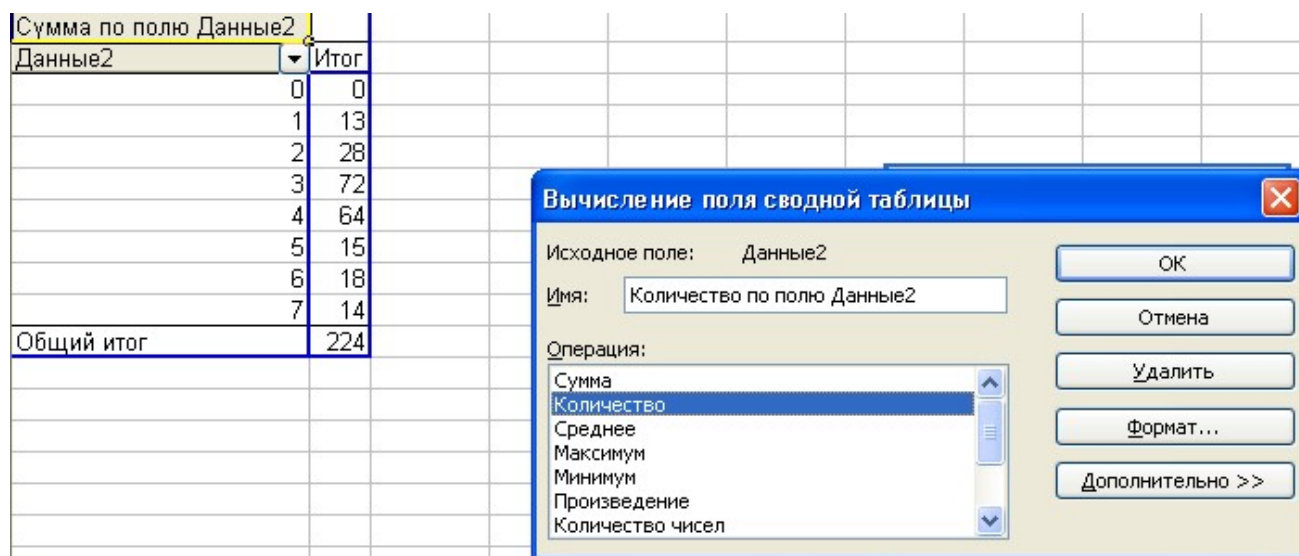 Сумма по полю Данные2
Данные2 Итог
0 0
1 13
2 28
3 72
4 64
5 15
6 18
7 14
Общий итог 224
Вычисление поля сводной таблицы
Исходное поле: Данные2
Имя: Количество по полю Данные2
Операция:
Сумма
Количество
Среднее
Максимум
Минимум
Произведение
Количество чисел
ОК
Отмена
Удалить
Формат...
Дополнительно >>